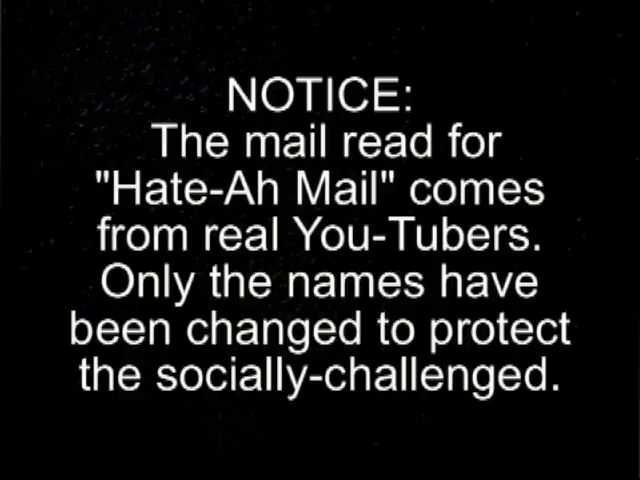 NOTICE:
The mail read for
"Hate-Ah Mail" comes
from real You-Tubers.
Only the names have
been changed to protect
the socially-challenged.